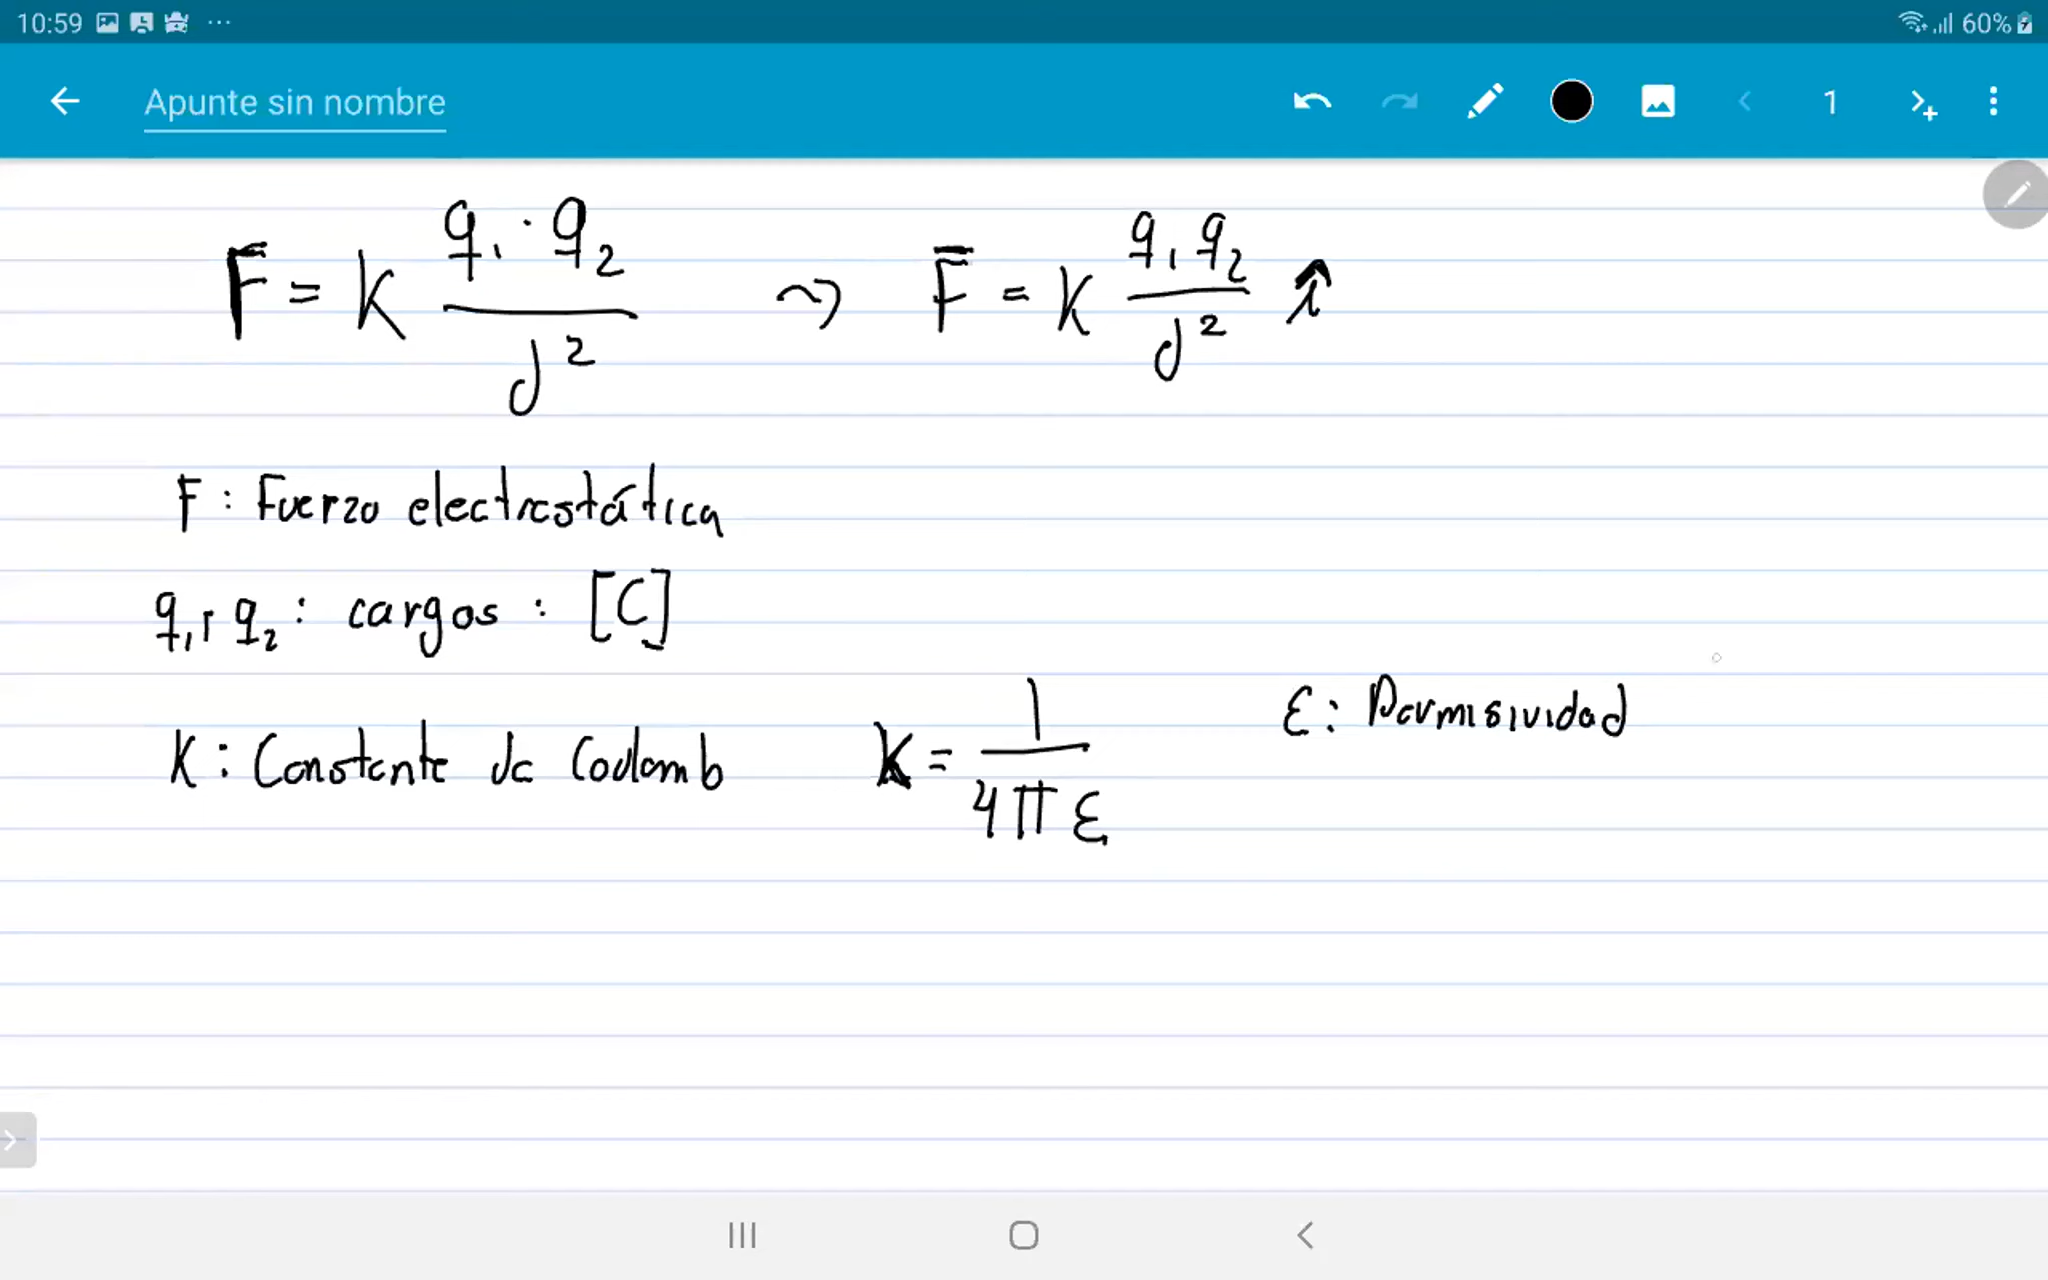 10:59 ... 60%
Apunte sin nombre 1
F̄ = K q₁ · q₂ / d² → F̄ = K q₁ q₂ / d² r̂
F : Fuerza electrostática
q₁, q₂ : cargas : [C]
K : Constante de Coulomb K = 1 / 4 π ε ε : Permisividad